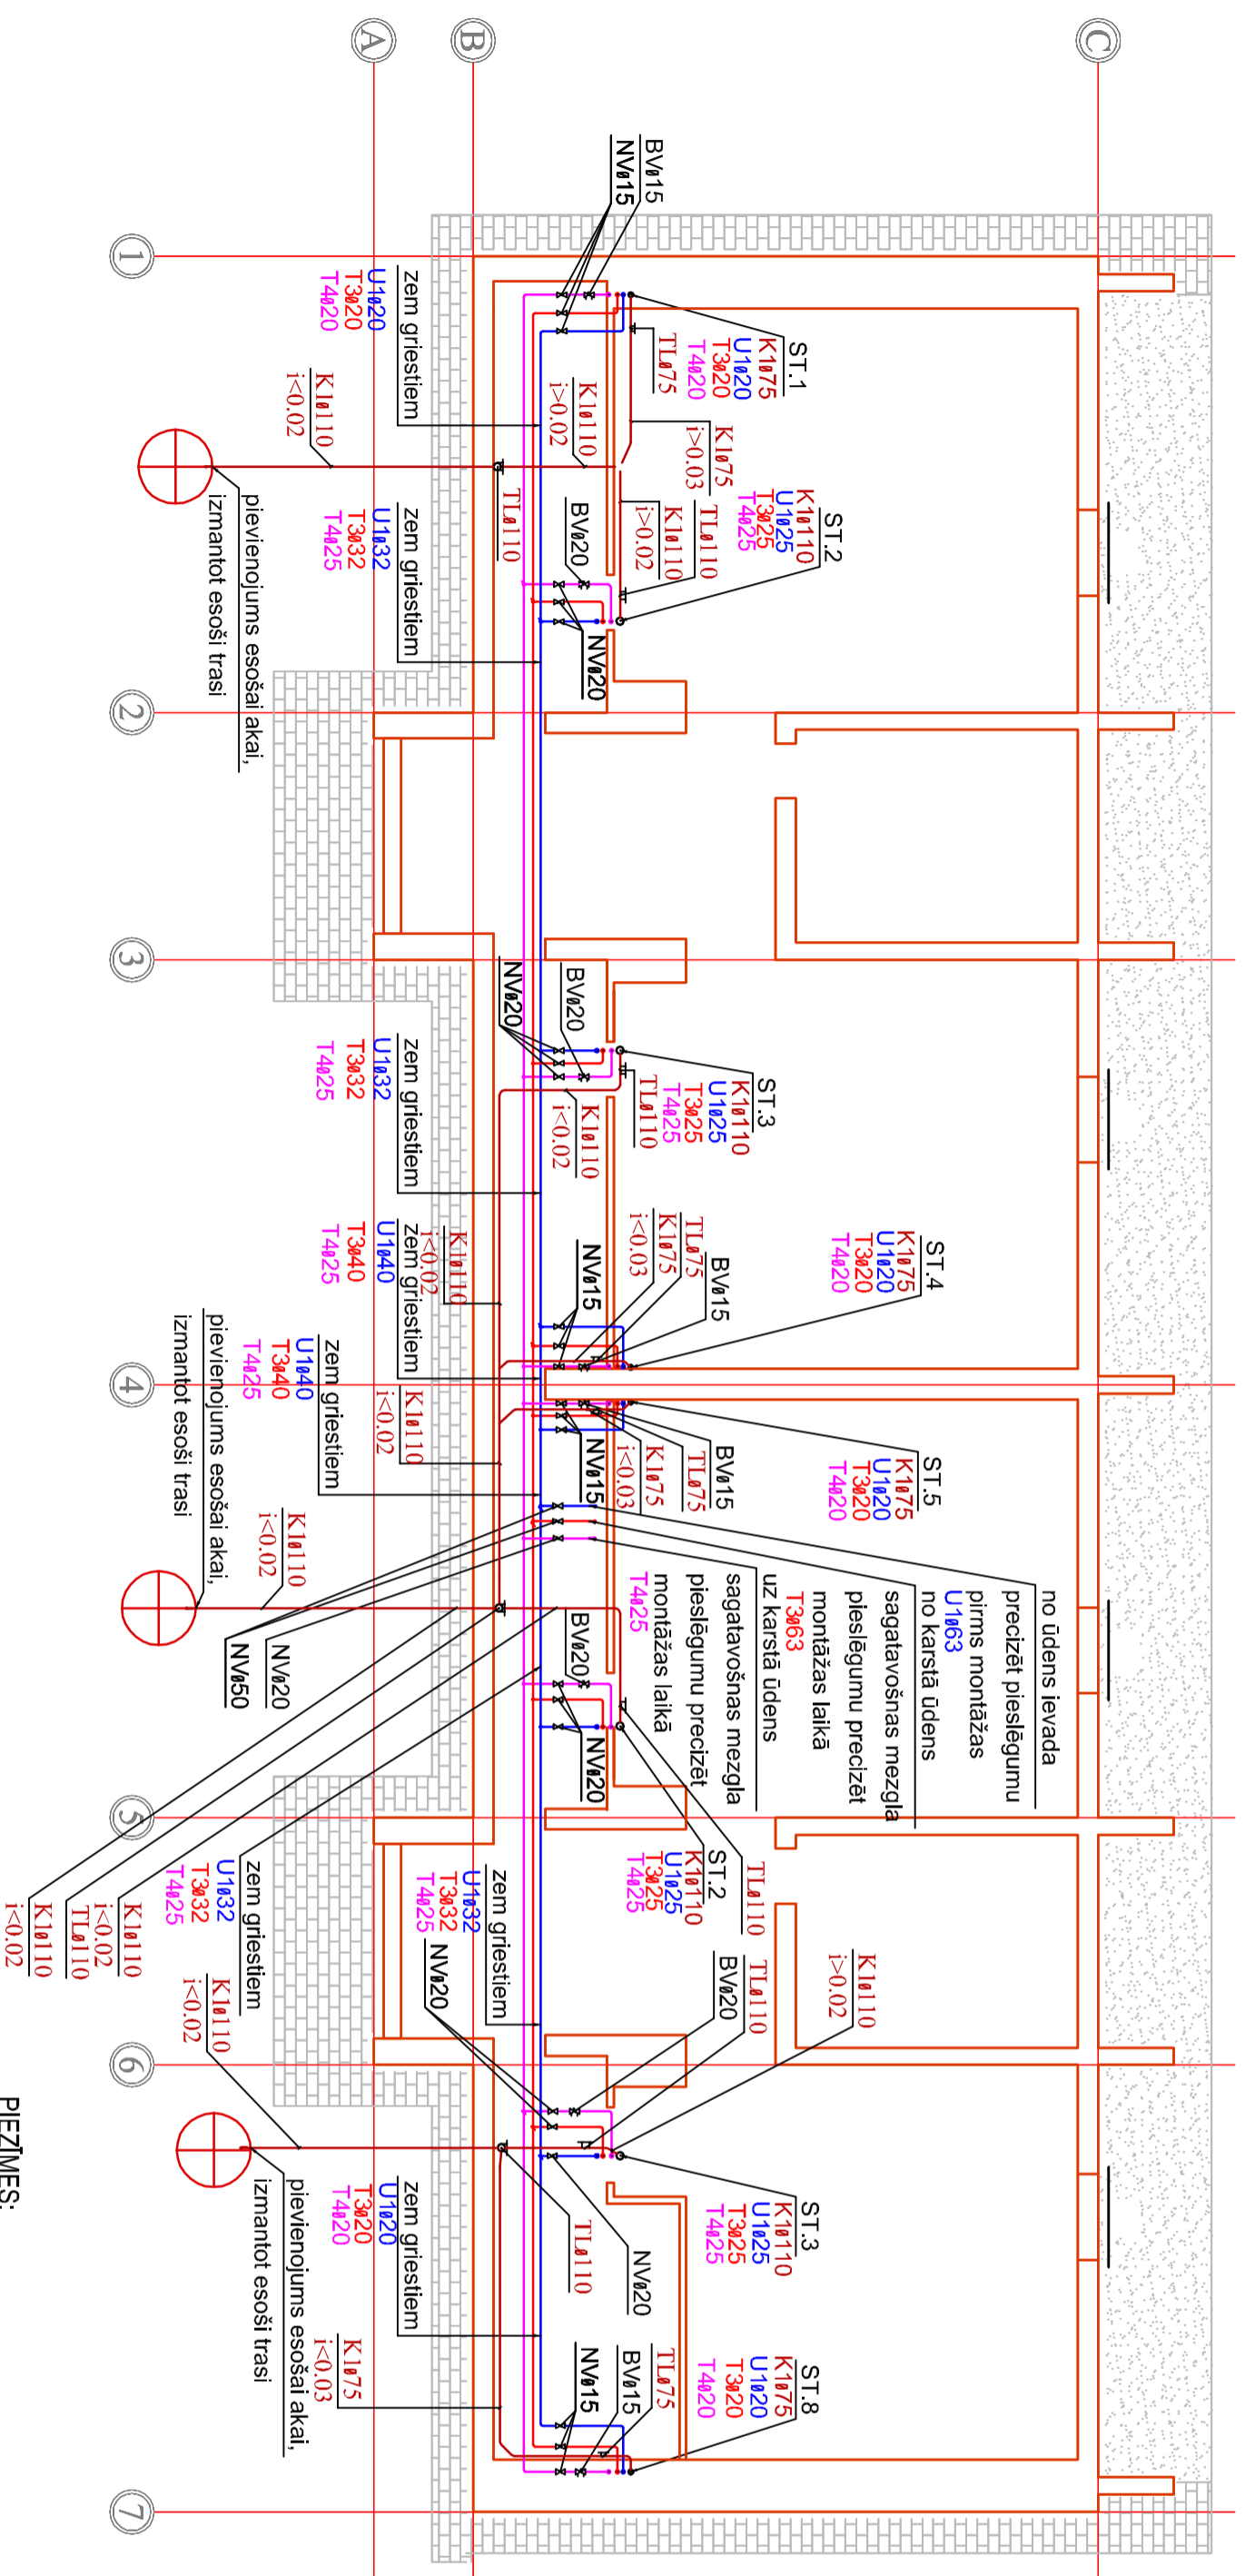 A
B
C
1
2
3
4
5
6
7
BVø15
NVø15
ST.1
K1ø75
U1ø20
T3ø20
T4ø20
TLø75
K1ø75
i>0.03
zem griestiem
U1ø20
T3ø20
T4ø20
K1ø110
i<0.02
K1ø110
i>0.02
pievienojums esošai akai,
izmantot esoši trasi
TLø110
ST.2
K1ø110
U1ø25
T3ø25
T4ø25
TLø110
K1ø110
i>0.02
BVø20
NVø20
zem griestiem
U1ø32
T3ø32
T4ø25
NVø20
BVø20
ST.3
K1ø110
U1ø25
T3ø25
T4ø25
TLø110
K1ø110
i<0.02
zem griestiem
U1ø32
T3ø32
T4ø25
ST.4
K1ø75
U1ø20
T3ø20
T4ø20
BVø15
TLø75
K1ø75
i<0.03
NVø15
K1ø110
i<0.02
zem griestiem
U1ø40
T3ø40
T4ø25
K1ø110
i<0.02
zem griestiem
U1ø40
T3ø40
T4ø25
pievienojums esošai akai,
izmantot esoši trasi
ST.5
K1ø75
U1ø20
T3ø20
T4ø20
BVø15
TLø75
K1ø75
i<0.03
NVø15
K1ø110
i<0.02
no ūdens ievada
precizēt pieslēgumu
pirms montāžas
U1ø63
no karstā ūdens
sagatavošnas mezgla
pieslēgumu precizēt
montāžas laikā
T3ø63
uz karstā ūdens
sagatavošnas mezgla
pieslēgumu precizēt
montāžas laikā
T4ø25
NVø20
NVø50
BVø20
NVø20
TLø110
ST.2
K1ø110
U1ø25
T3ø25
T4ø25
zem griestiem
U1ø32
T3ø32
T4ø25
K1ø110
i<0.02
TLø110
K1ø110
i<0.02
zem griestiem
U1ø32
T3ø32
T4ø25
NVø20
K1ø110
i>0.02
TLø110
BVø20
K1ø110
i<0.02
ST.3
K1ø110
U1ø25
T3ø25
T4ø25
NVø20
TLø110
zem griestiem
U1ø20
T3ø20
T4ø20
pievienojums esošai akai,
izmantot esoši trasi
K1ø75
i<0.03
ST.8
K1ø75
U1ø20
T3ø20
T4ø20
TLø75
BVø15
NVø15
PIEZĪMES: